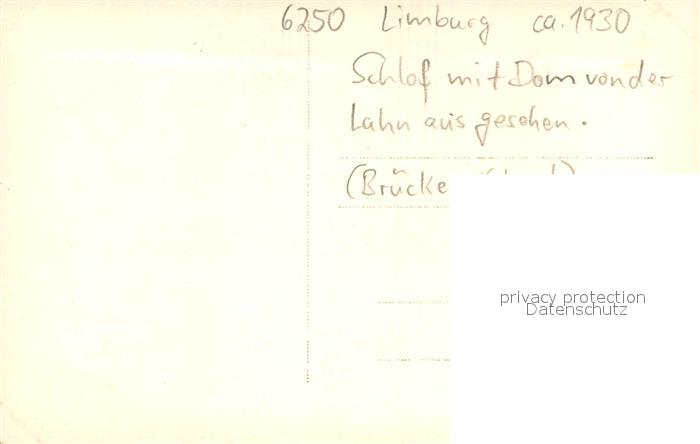 6250 Limburg ca. 1930
Schloß mit Dom von der
Lahn aus gesehen.
(Brücke
privacy protection
Datenschutz